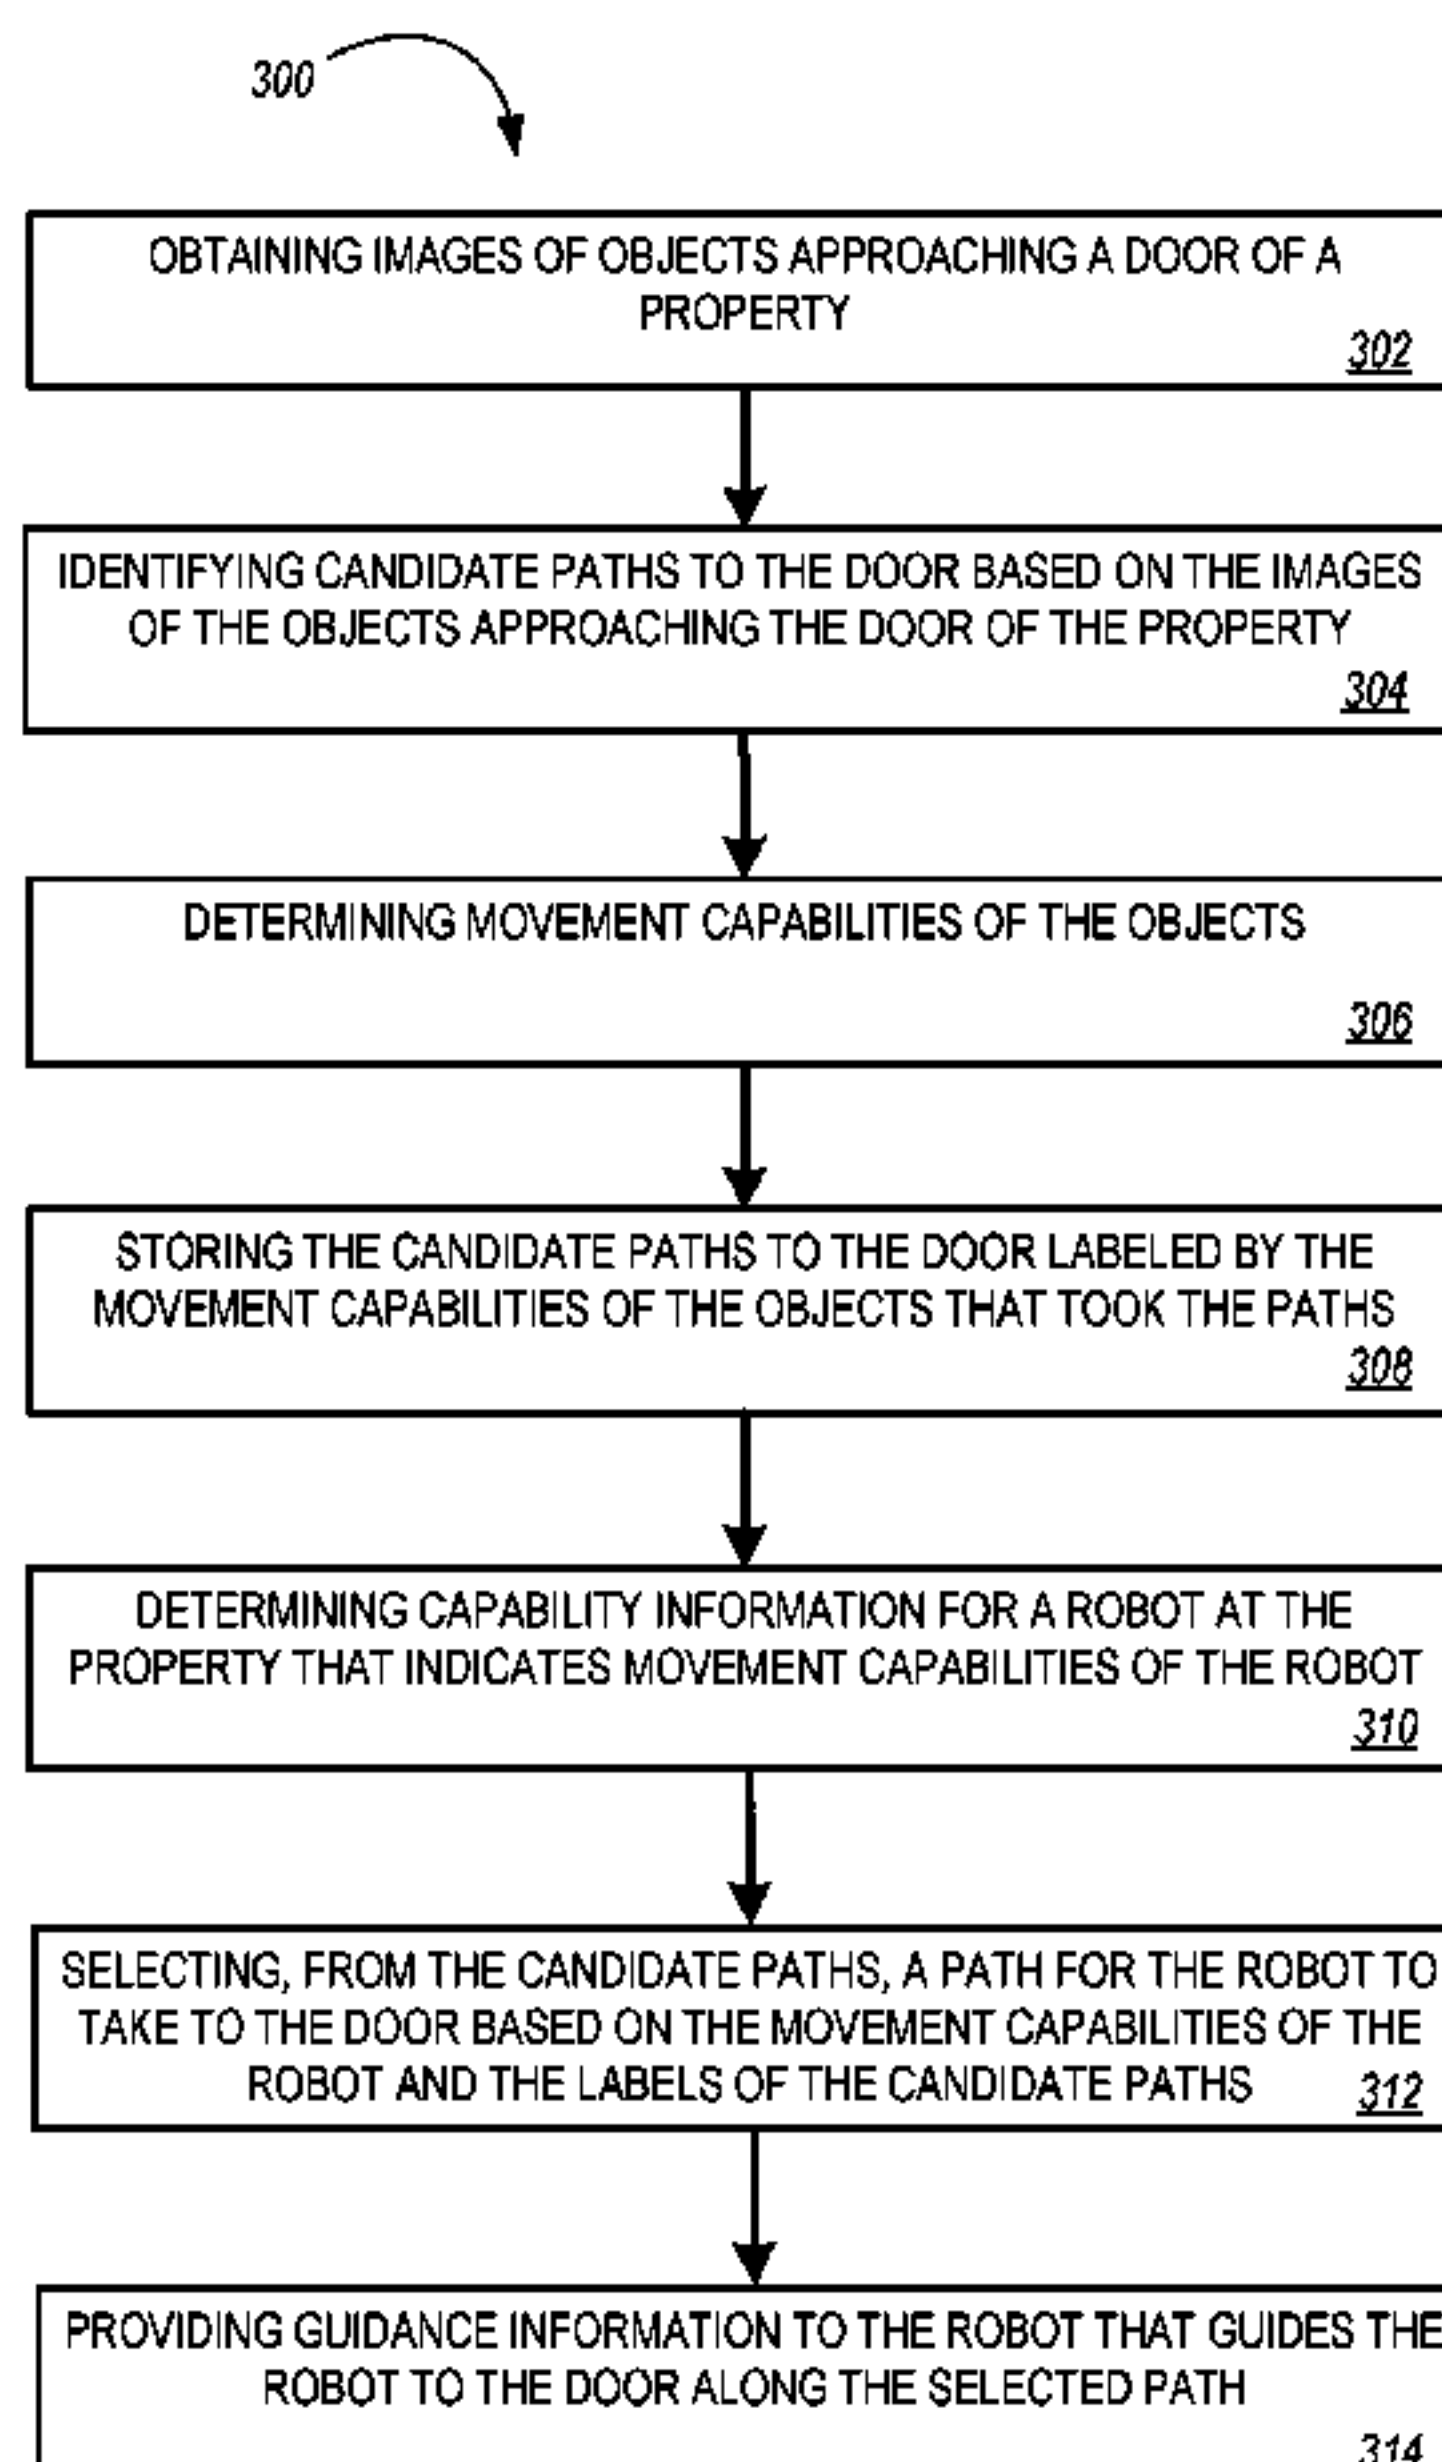 300
OBTAINING IMAGES OF OBJECTS APPROACHING A DOOR OF A
PROPERTY
302
IDENTIFYING CANDIDATE PATHS TO THE DOOR BASED ON THE IMAGES
OF THE OBJECTS APPROACHING THE DOOR OF THE PROPERTY
304
DETERMINING MOVEMENT CAPABILITIES OF THE OBJECTS
306
STORING THE CANDIDATE PATHS TO THE DOOR LABELED BY THE
MOVEMENT CAPABILITIES OF THE OBJECTS THAT TOOK THE PATHS
308
DETERMINING CAPABILITY INFORMATION FOR A ROBOT AT THE
PROPERTY THAT INDICATES MOVEMENT CAPABILITIES OF THE ROBOT
310
SELECTING, FROM THE CANDIDATE PATHS, A PATH FOR THE ROBOT TO
TAKE TO THE DOOR BASED ON THE MOVEMENT CAPABILITIES OF THE
ROBOT AND THE LABELS OF THE CANDIDATE PATHS
312
PROVIDING GUIDANCE INFORMATION TO THE ROBOT THAT GUIDES THE
ROBOT TO THE DOOR ALONG THE SELECTED PATH
314